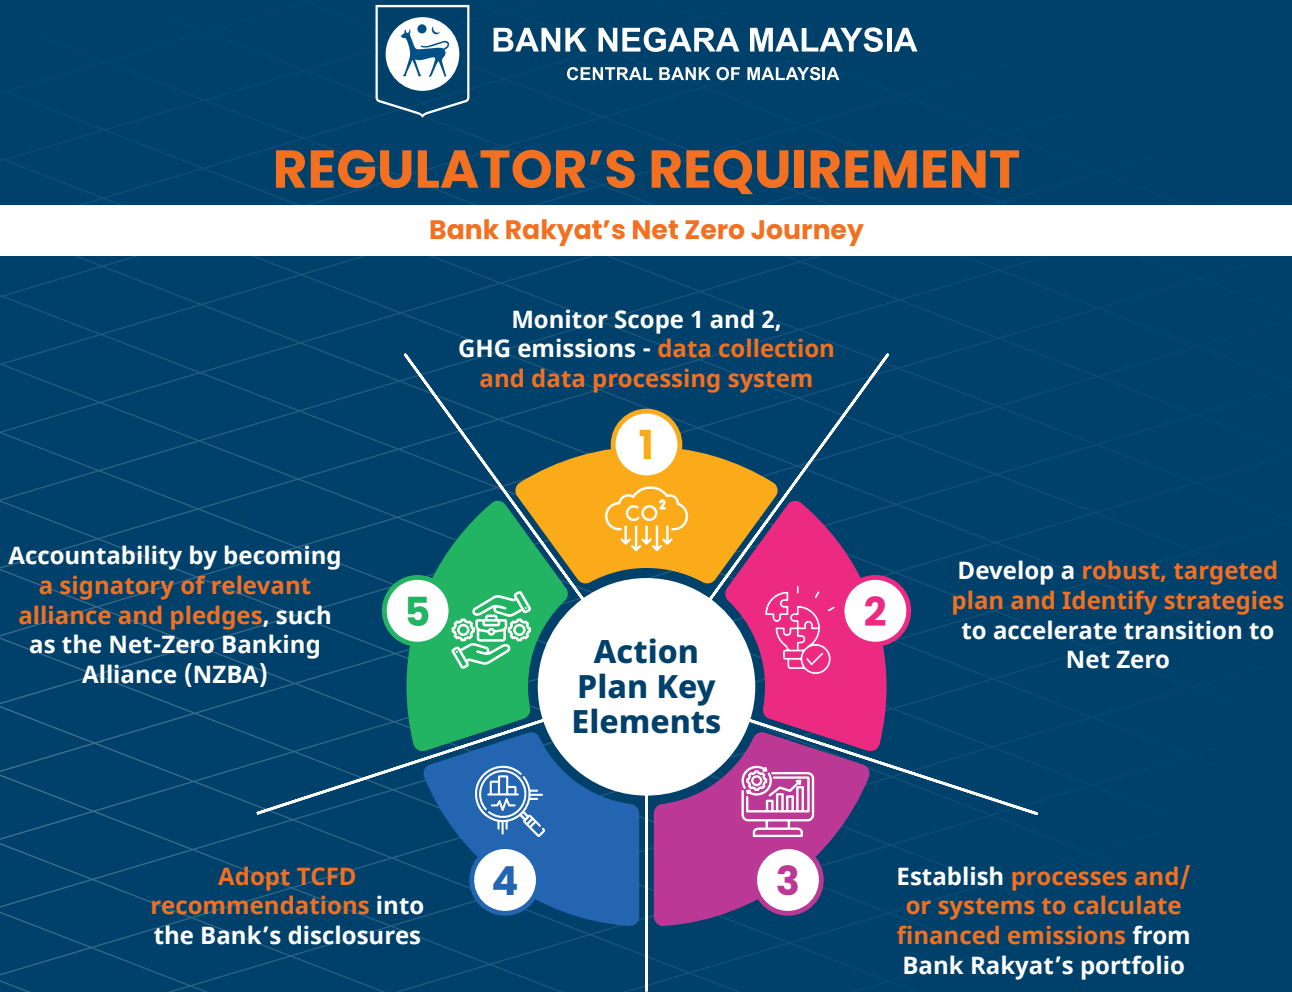 BANK NEGARA MALAYSIA
CENTRAL BANK OF MALAYSIA
REGULATOR'S REQUIREMENT
Bank Rakyat's Net Zero Journey
Monitor Scope 1 and 2,
GHG emissions - data collection
and data processing system
1
CO²
Develop a robust, targeted
plan and Identify strategies
to accelerate transition to
Net Zero
2
Establish processes and/
or systems to calculate
financed emissions from
Bank Rakyat's portfolio
3
Adopt TCFD
recommendations into
the Bank's disclosures
4
Accountability by becoming
a signatory of relevant
alliance and pledges, such
as the Net-Zero Banking
Alliance (NZBA)
5
Action
Plan Key
Elements